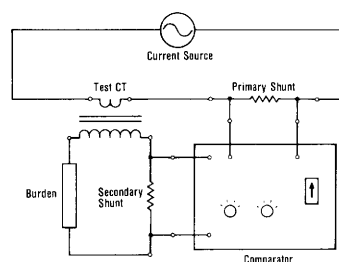 Current Source
Test CT
Primary Shunt
Burden
Secondary
Shunt
Comparator